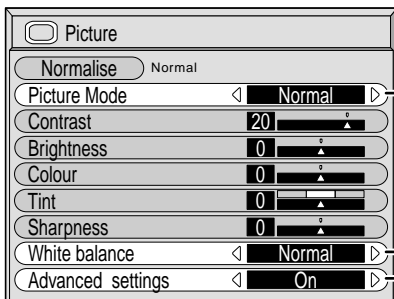 Picture
Normalise Normal
Picture Mode Normal
Contrast 20
Brightness 0
Colour 0
Tint 0
Sharpness 0
White balance Normal
Advanced settings On